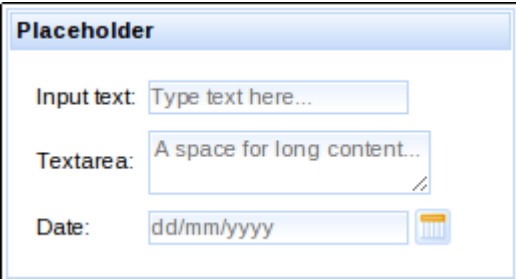 Placeholder
Input text: Type text here...
Textarea: A space for long content...
Date: dd/mm/yyyy